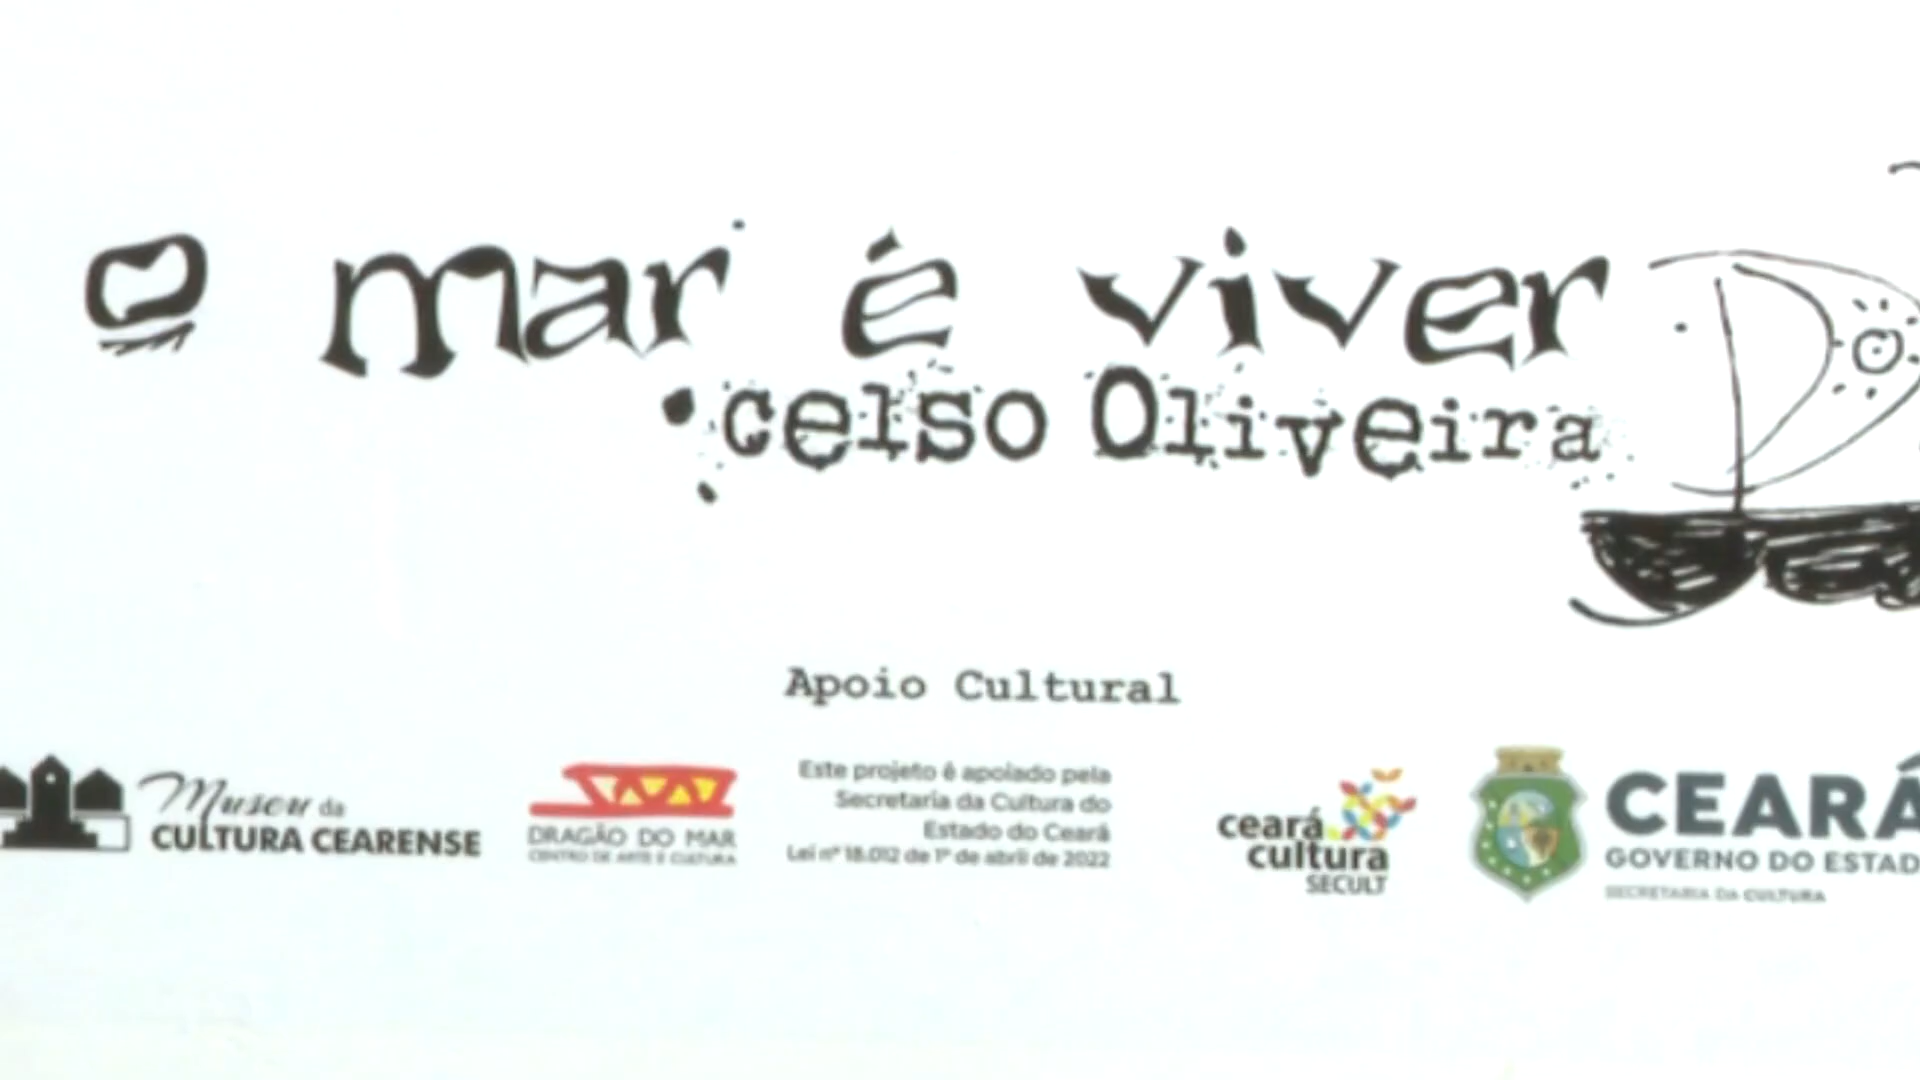 o mar é viver
celso Oliveira
Apoio Cultural
Museu da
CULTURA CEARENSE
DRAGÃO DO MAR
CENTRO DE ARTE E CULTURA
Este projeto é apoiado pela
Secretaria da Cultura do
Estado do Ceará
Lei nº 18.012 de 1º de abril de 2022
ceará
cultura
SECULT
CEARÁ
GOVERNO DO ESTAD
SECRETARIA DA CULTURA